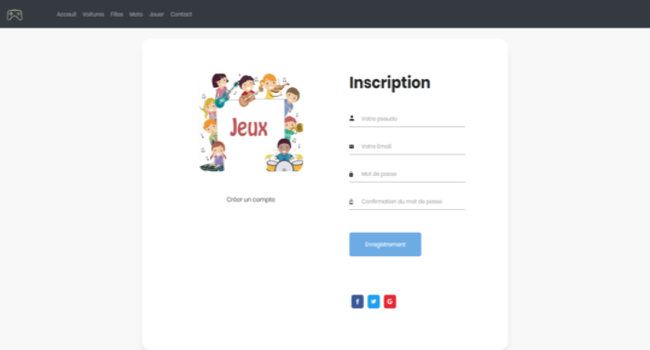 Acceuil Voitures Filles Moto Jouer Contact
Jeux
Créer un compte
Inscription
Votre pseudo
Votre Email
Mot de passe
Confirmation du mot de passe
Enregistrement
f
G